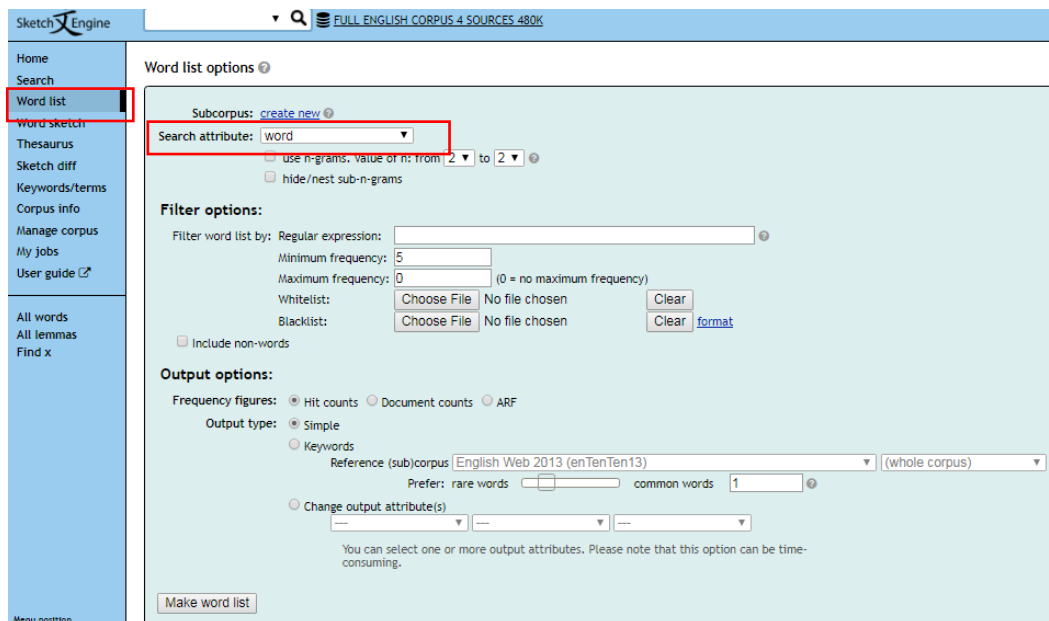 Sketch Engine
FULL ENGLISH CORPUS 4 SOURCES 480K
Home
Search
Word list
Word sketch
Thesaurus
Sketch diff
Keywords/terms
Corpus info
Manage corpus
My jobs
User guide
All words
All lemmas
Find x
Menu position
Word list options
Subcorpus: create new
Search attribute: word
use n-grams. Value of n: from 2 to 2
hide/nest sub-n-grams
Filter options:
Filter word list by: Regular expression:
Minimum frequency: 5
Maximum frequency: 0 (0 = no maximum frequency)
Whitelist: Choose File No file chosen Clear
Blacklist: Choose File No file chosen Clear format
Include non-words
Output options:
Frequency figures: Hit counts Document counts ARF
Output type: Simple
Keywords
Reference (sub)corpus English Web 2013 (enTenTen13) (whole corpus)
Prefer: rare words common words 1
Change output attribute(s)
--- --- ---
You can select one or more output attributes. Please note that this option can be time-
consuming.
Make word list